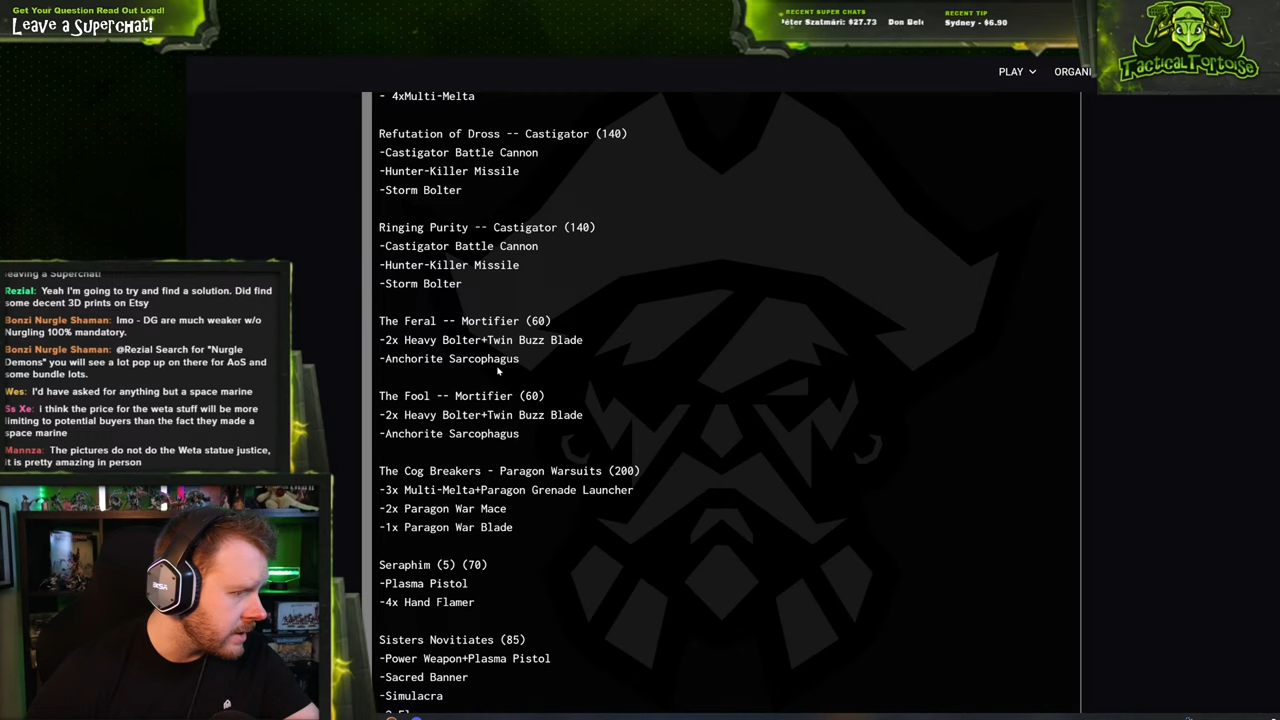 Get Your Question Read Out Loud!
Leave a Superchat!
RECENT SUPER CHATS
Péter Szatmári: $27.73 Don
RECENT TIP
Sydney - $6.90
TacticalTortoise
PLAY ORGANI
- 4xMulti-Melta
Refutation of Dross -- Castigator (140)
-Castigator Battle Cannon
-Hunter-Killer Missile
-Storm Bolter
Ringing Purity -- Castigator (140)
-Castigator Battle Cannon
-Hunter-Killer Missile
-Storm Bolter
The Feral -- Mortifier (60)
-2x Heavy Bolter+Twin Buzz Blade
-Anchorite Sarcophagus
The Fool -- Mortifier (60)
-2x Heavy Bolter+Twin Buzz Blade
-Anchorite Sarcophagus
The Cog Breakers - Paragon Warsuits (200)
-3x Multi-Melta+Paragon Grenade Launcher
-2x Paragon War Mace
-1x Paragon War Blade
Seraphim (5) (70)
-Plasma Pistol
-4x Hand Flamer
Sisters Novitiates (85)
-Power Weapon+Plasma Pistol
-Sacred Banner
-Simulacra
leaving a Superchat!
Rezial: Yeah I'm going to try and find a solution. Did find
some decent 3D prints on Etsy
Bonzi Nurgle Shaman: Imo - DG are much weaker w/o
Nurgling 100% mandatory.
Bonzi Nurgle Shaman: @Rezial Search for "Nurgle
Demons" you will see a lot pop up on there for AoS and
some bundle lots.
Wes: I'd have asked for anything but a space marine
Ss Xe: i think the price for the weta stuff will be more
limiting to potential buyers than the fact they made a
space marine
Mannza: The pictures do not do the Weta statue justice,
it is pretty amazing in person